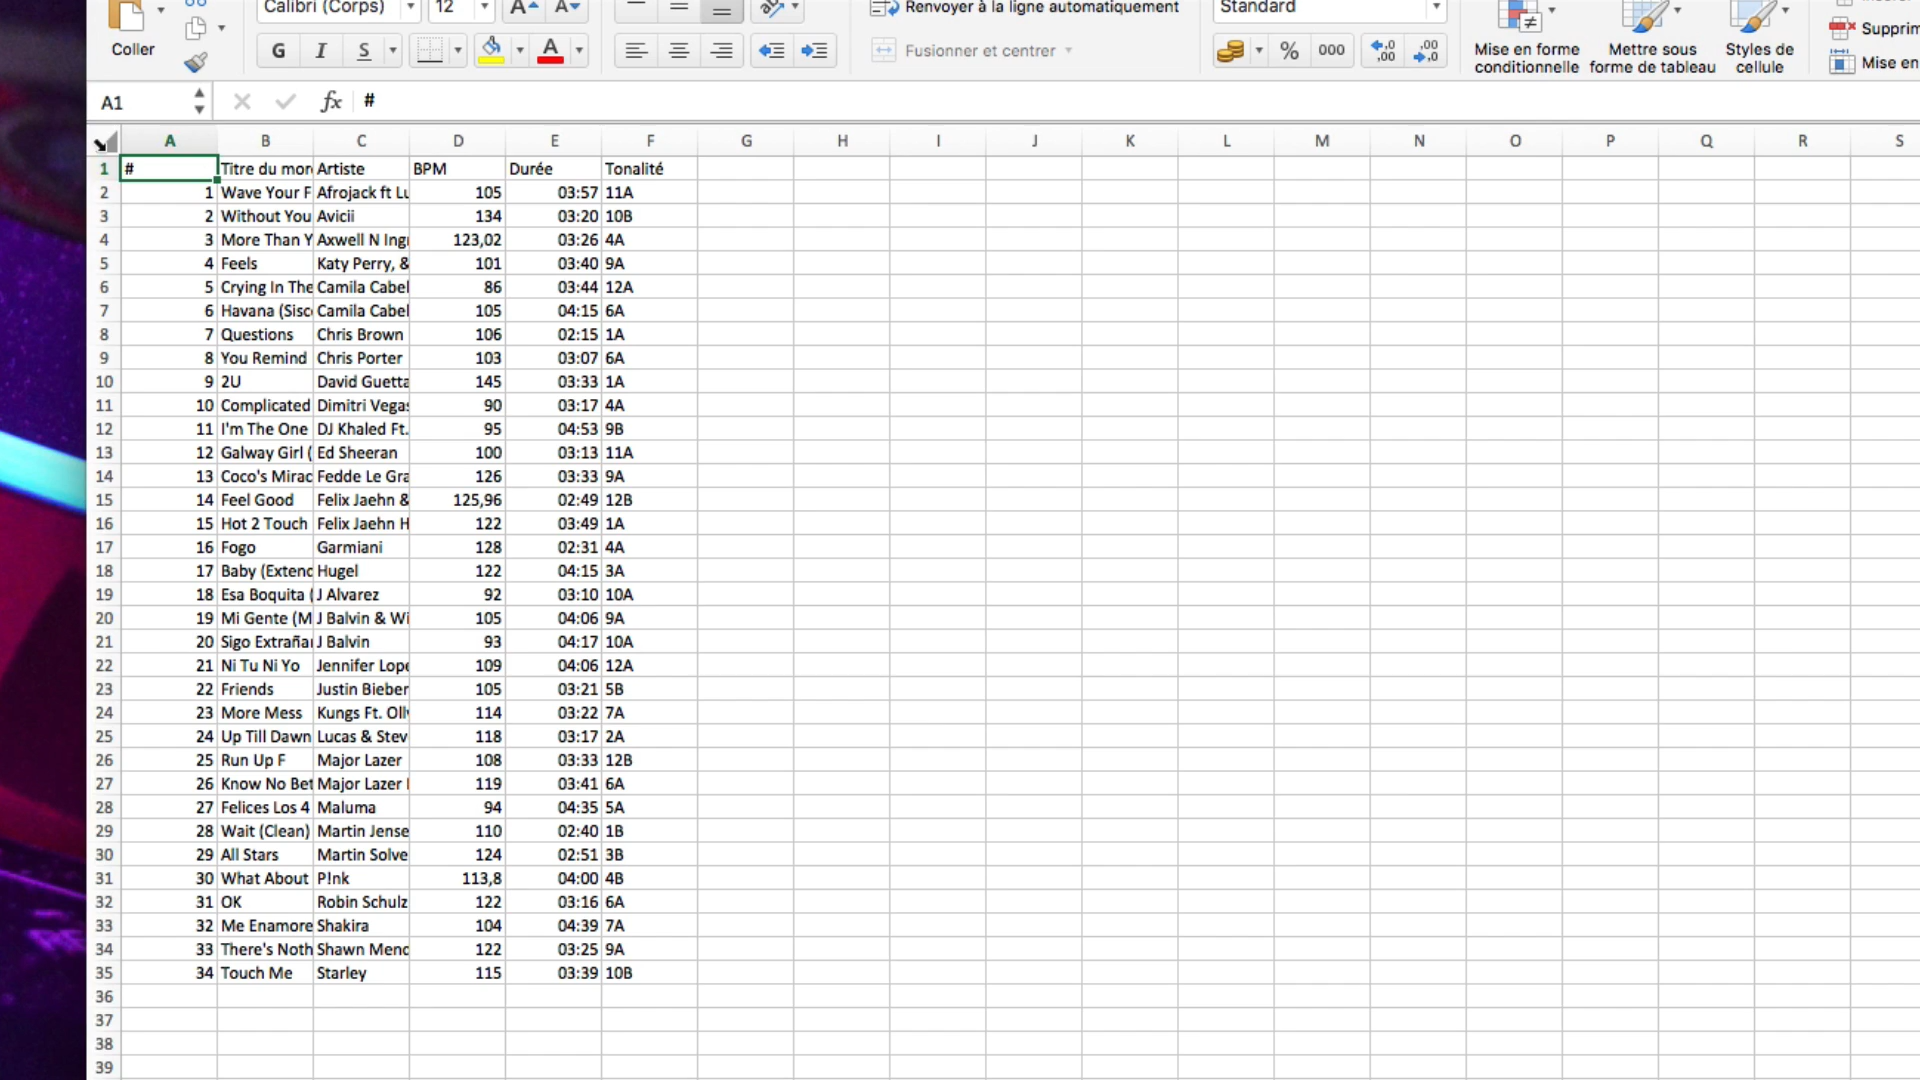 Calibri (Corps) 12 Renvoyer à la ligne automatiquement Standard
Coller G I S A Fusionner et centrer % 000 Mise en forme conditionnelle Mettre sous forme de tableau Styles de cellule
A1 fx #
A B C D E F G H I J K L M N O P Q R S
1 # Titre du Artiste BPM Durée Tonalité
2 1 Wave Your Afrojack ft 105 03:57 11A
3 2 Without You Avicii 134 03:20 10B
4 3 More Than Axwell N 123,02 03:26 4A
5 4 Feels Katy Perry, & 101 03:40 9A
6 5 Crying In The Camila 86 03:44 12A
7 6 Havana Camila 105 04:15 6A
8 7 Questions Chris Brown 106 02:15 1A
9 8 You Remind Chris Porter 103 03:07 6A
10 9 2U David Guetta 145 03:33 1A
11 10 Complicated Dimitri 90 03:17 4A
12 11 I'm The One DJ Khaled Ft. 95 04:53 9B
13 12 Galway Girl ( Ed Sheeran 100 03:13 11A
14 13 Coco's Fedde Le 126 03:33 9A
15 14 Feel Good Felix Jaehn & 125,96 02:49 12B
16 15 Hot 2 Touch Felix Jaehn H 122 03:49 1A
17 16 Fogo Garmiani 128 02:31 4A
18 17 Baby Hugel 122 04:15 3A
19 18 Esa Boquita ( J Alvarez 92 03:10 10A
20 19 Mi Gente (M J Balvin & Wi 105 04:06 9A
21 20 Sigo J Balvin 93 04:17 10A
22 21 Ni Tu Ni Yo Jennifer 109 04:06 12A
23 22 Friends Justin Bieber 105 03:21 5B
24 23 More Mess Kungs Ft. 114 03:22 7A
25 24 Up Till Dawn Lucas & Stev 118 03:17 2A
26 25 Run Up F Major Lazer 108 03:33 12B
27 26 Know No Major Lazer 119 03:41 6A
28 27 Felices Los 4 Maluma 94 04:35 5A
29 28 Wait (Clean) Martin Jense 110 02:40 1B
30 29 All Stars Martin Solve 124 02:51 3B
31 30 What About P!nk 113,8 04:00 4B
32 31 OK Robin Schulz 122 03:16 6A
33 32 Me Enamore Shakira 104 04:39 7A
34 33 There's Noth Shawn 122 03:25 9A
35 34 Touch Me Starley 115 03:39 10B
36
37
38
39